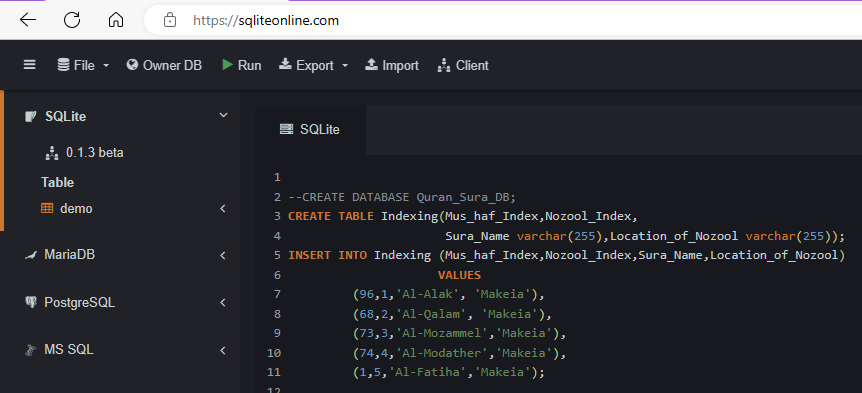 https://sqliteonline.com
File
Owner DB
Run
Export
Import
Client
SQLite
0.1.3 beta
Table
demo
MariaDB
PostgreSQL
MS SQL
SQLite
1
2 --CREATE DATABASE Quran_Sura_DB;
3 CREATE TABLE Indexing(Mus_haf_Index,Nozool_Index,
4 Sura_Name varchar(255),Location_of_Nozool varchar(255));
5 INSERT INTO Indexing (Mus_haf_Index,Nozool_Index,Sura_Name,Location_of_Nozool)
6 VALUES
7 (96,1,'Al-Alak', 'Makeia'),
8 (68,2,'Al-Qalam', 'Makeia'),
9 (73,3,'Al-Mozammel','Makeia'),
10 (74,4,'Al-Modather','Makeia'),
11 (1,5,'Al-Fatiha','Makeia');
12